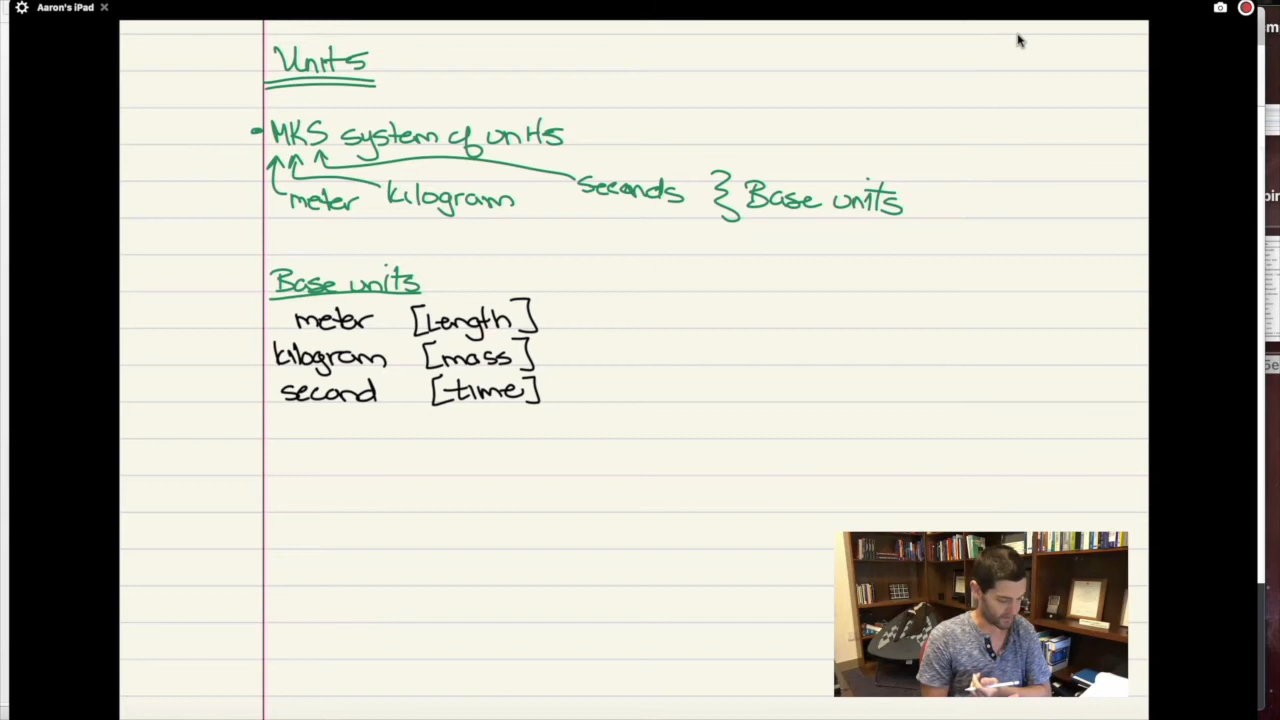 Aaron's iPad
Units
• MKS system of units
meter kilogram seconds } Base units
Base units
meter [Length]
kilogram [mass]
second [time]